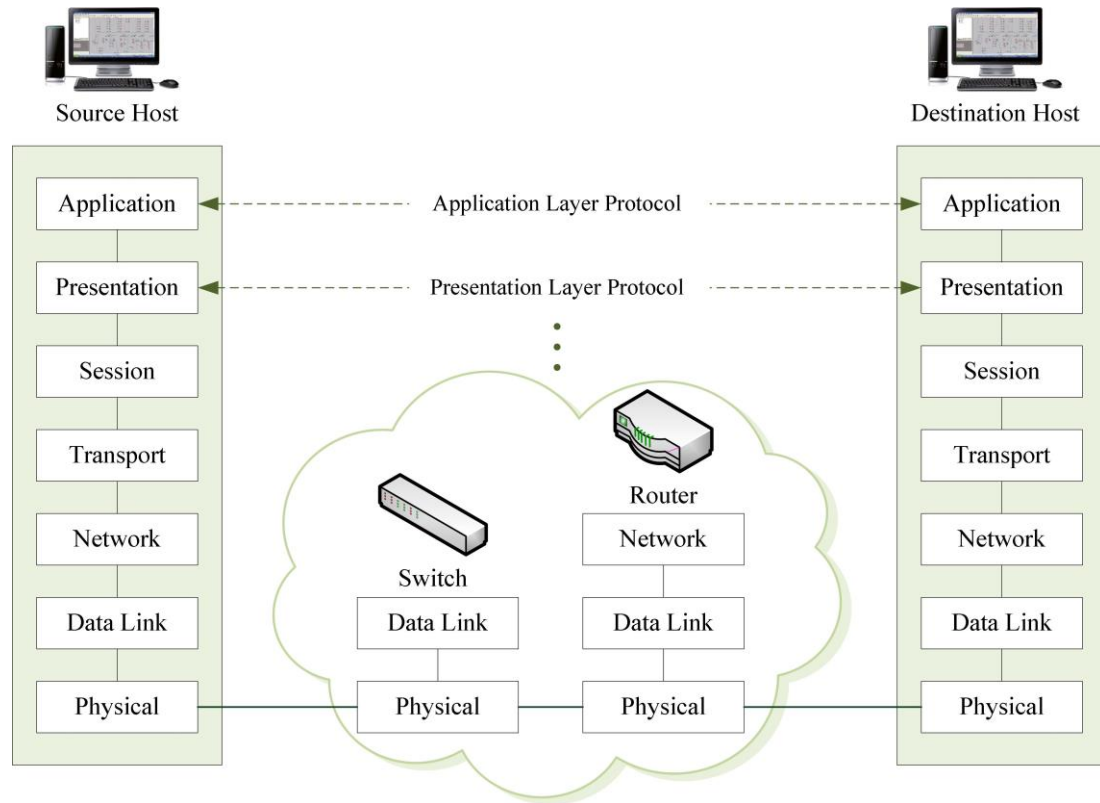 Source Host
Destination Host
Application
Application Layer Protocol
Application
Presentation
Presentation Layer Protocol
Presentation
Session
Session
Transport
Router
Transport
Network
Network
Network
Switch
Data Link
Data Link
Data Link
Data Link
Physical
Physical
Physical
Physical